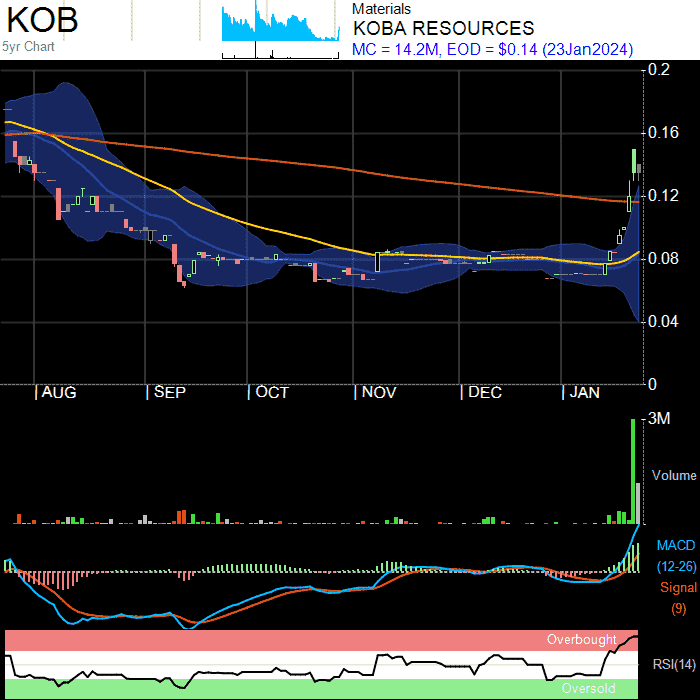 KOB
5yr Chart
Materials
KOBA RESOURCES
MC = 14.2M, EOD = $0.14 (23Jan2024)
0.2
0.16
0.12
0.08
0.04
0
AUG
SEP
OCT
NOV
DEC
JAN
3M
Volume
MACD
(12-26)
Signal
(9)
Overbought
RSI(14)
Oversold